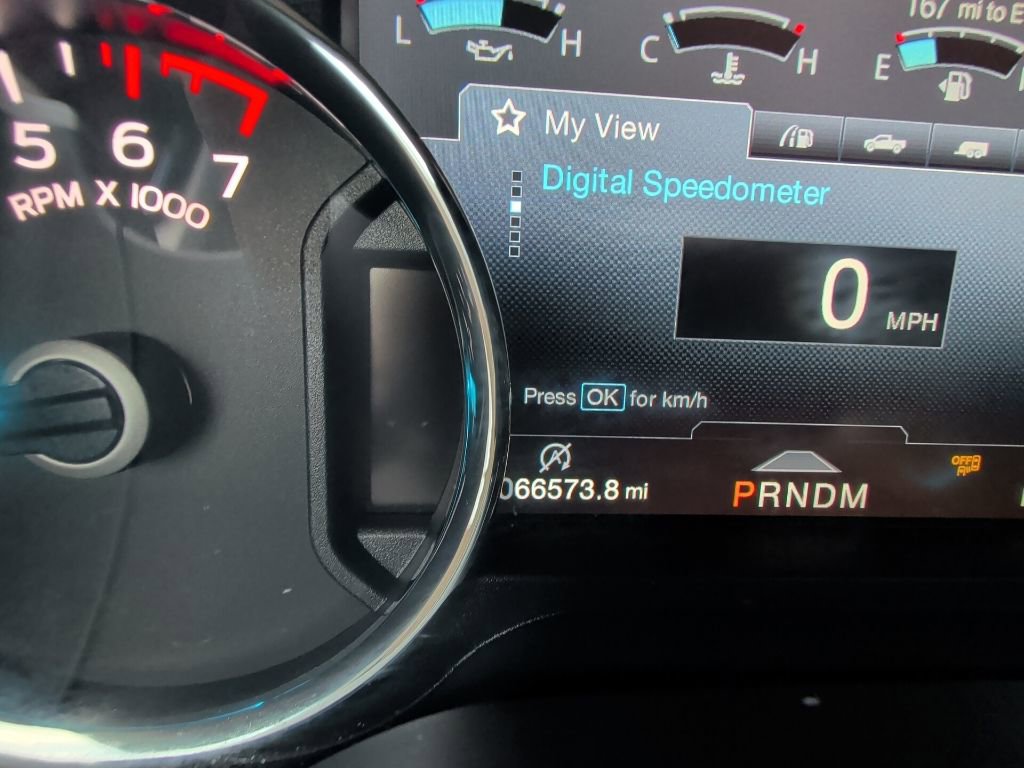 167 mi to E
L H
C H
E
My View
5 6 7
RPM X 1000
Digital Speedometer
0 MPH
Press OK for km/h
OFF
066573.8 mi
PRNDM